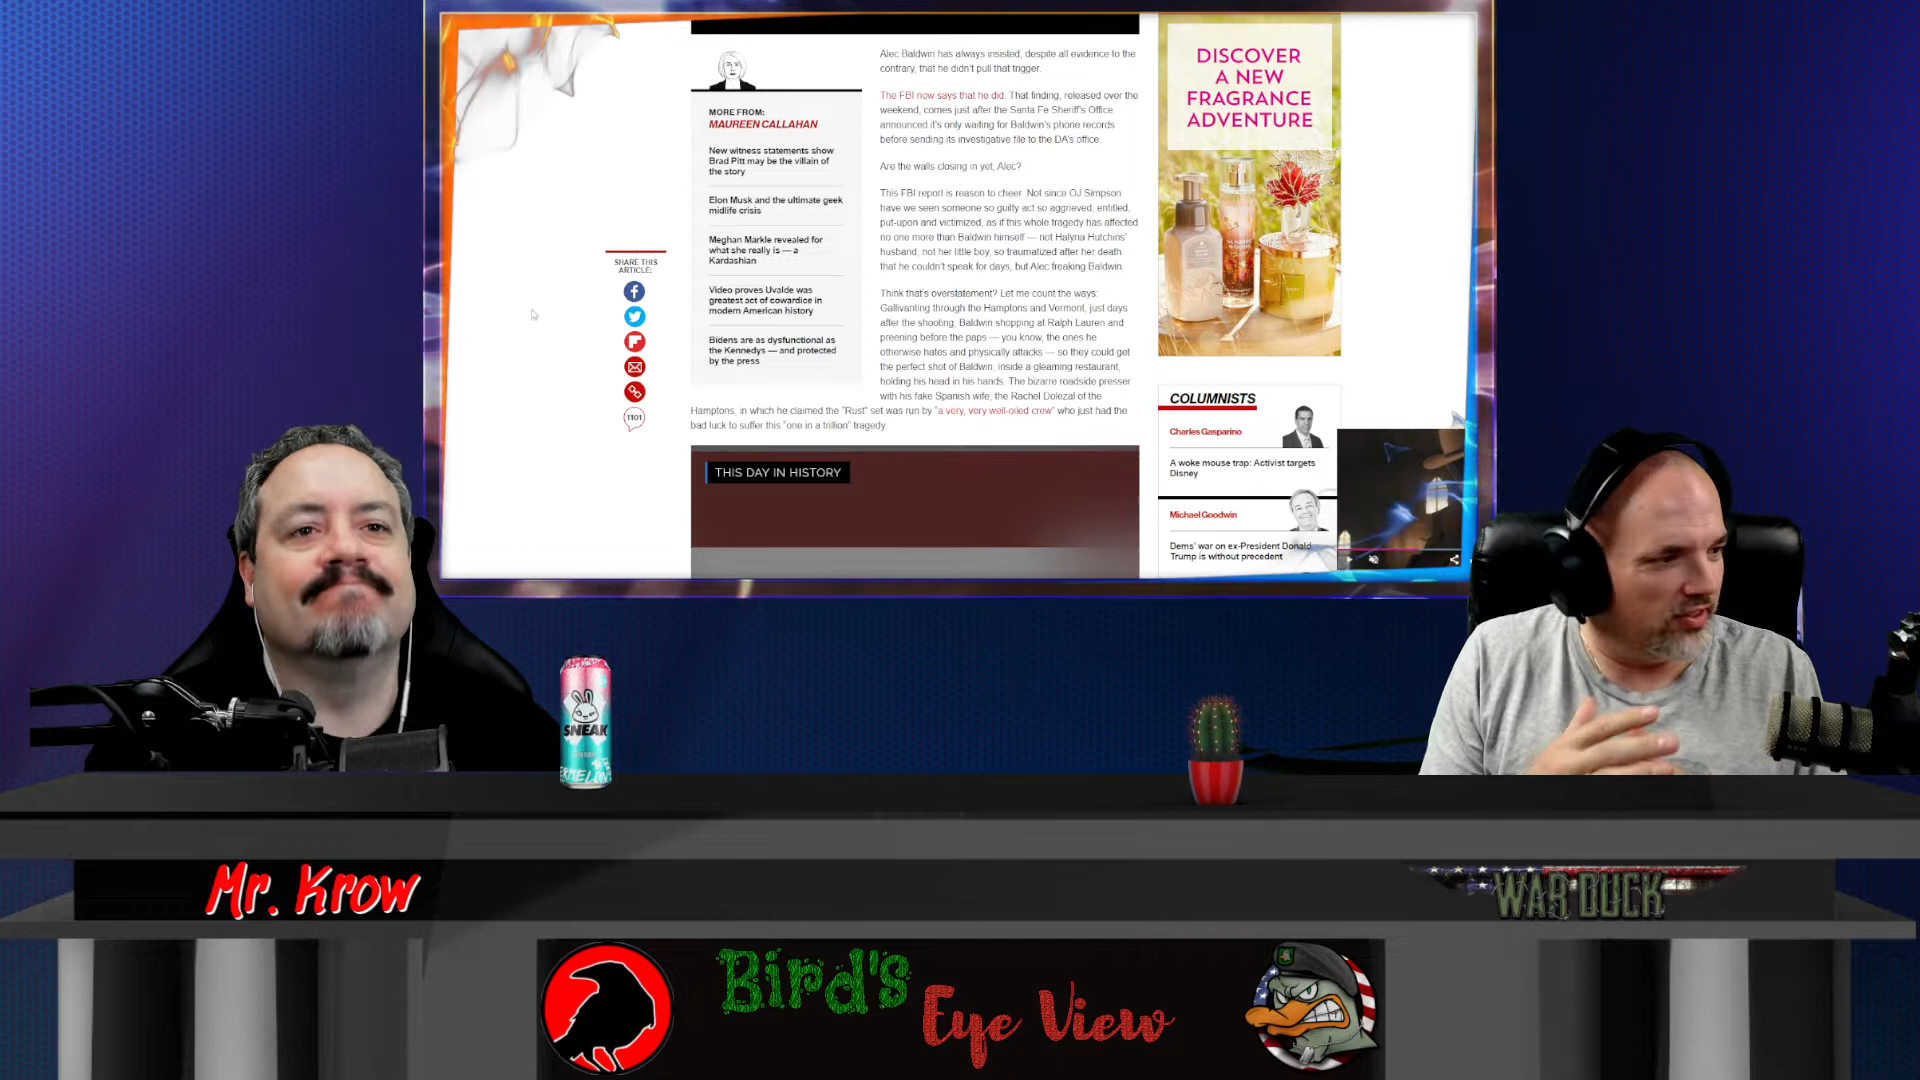 Alec Baldwin has always insisted, despite all evidence to the
contrary, that he didn't pull that trigger.
The FBI now says that he did. That finding, released over the
weekend, comes just after the Santa Fe Sheriff's Office
announced it's only waiting for Baldwin's phone records
before sending its investigative file to the DA's office.
Are the walls closing in yet, Alec?
This FBI report is reason to cheer. Not since OJ Simpson
have we seen someone so guilty act so aggrieved, entitled,
put-upon and victimized, as if this whole tragedy has affected
no one more than Baldwin himself — not Halyna Hutchins'
husband, not her little boy, so traumatized after her death
that he couldn't speak for days, but Alec freaking Baldwin.
Think that's overstatement? Let me count the ways:
Gallivanting through the Hamptons and Vermont, just days
after the shooting, Baldwin shopping at Ralph Lauren and
preening before the paps — you know, the ones he
otherwise hates and physically attacks — so they could get
the perfect shot of Baldwin, inside a gleaming restaurant,
holding his head in his hands. The bizarre roadside presser
with his fake Spanish wife, the Rachel Dolezal of the
Hamptons, in which he claimed the "Rust" set was run by "a very, very well-oiled crew" who just had the
bad luck to suffer this "one in a trillion" tragedy.
MORE FROM:
MAUREEN CALLAHAN
New witness statements show
Brad Pitt may be the villain of
the story
Elon Musk and the ultimate geek
midlife crisis
Meghan Markle revealed for
what she really is — a
Kardashian
Video proves Uvalde was
greatest act of cowardice in
modern American history
Bidens are as dysfunctional as
the Kennedys — and protected
by the press
SHARE THIS
ARTICLE:
1101
THIS DAY IN HISTORY
DISCOVER
A NEW
FRAGRANCE
ADVENTURE
COLUMNISTS
Charles Gasparino
A woke mouse trap: Activist targets
Disney
Michael Goodwin
Dems' war on ex-President Donald
Trump is without precedent
SNEAK
Mr. Krow
WAR DUCK
Bird's
Eye View